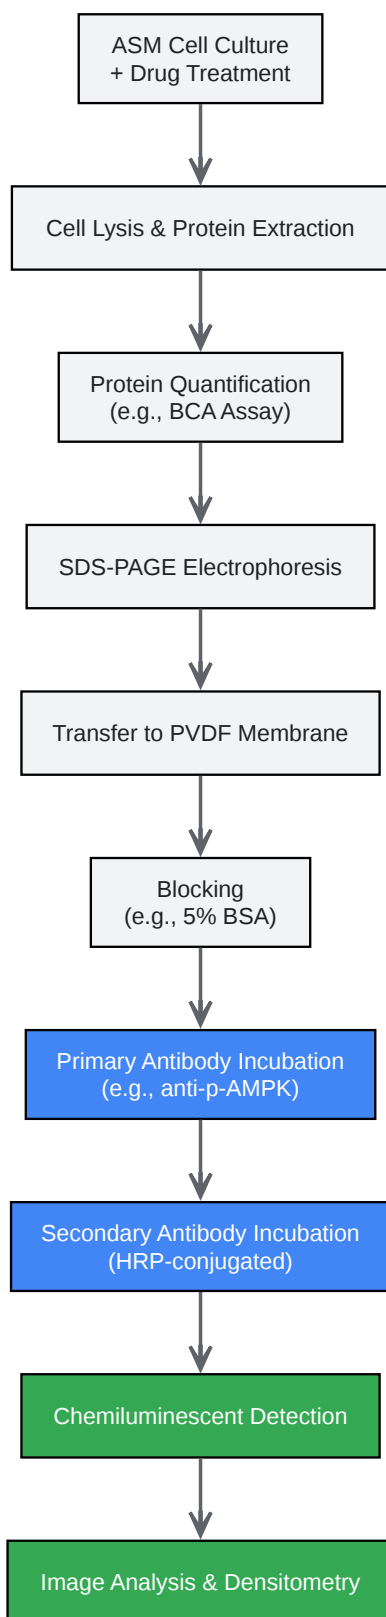 ASM Cell Culture
+ Drug Treatment
Cell Lysis & Protein Extraction
Protein Quantification
(e.g., BCA Assay)
SDS-PAGE Electrophoresis
Transfer to PVDF Membrane
Blocking
(e.g., 5% BSA)
Primary Antibody Incubation
(e.g., anti-p-AMPK)
Secondary Antibody Incubation
(HRP-conjugated)
Chemiluminescent Detection
Image Analysis & Densitometry